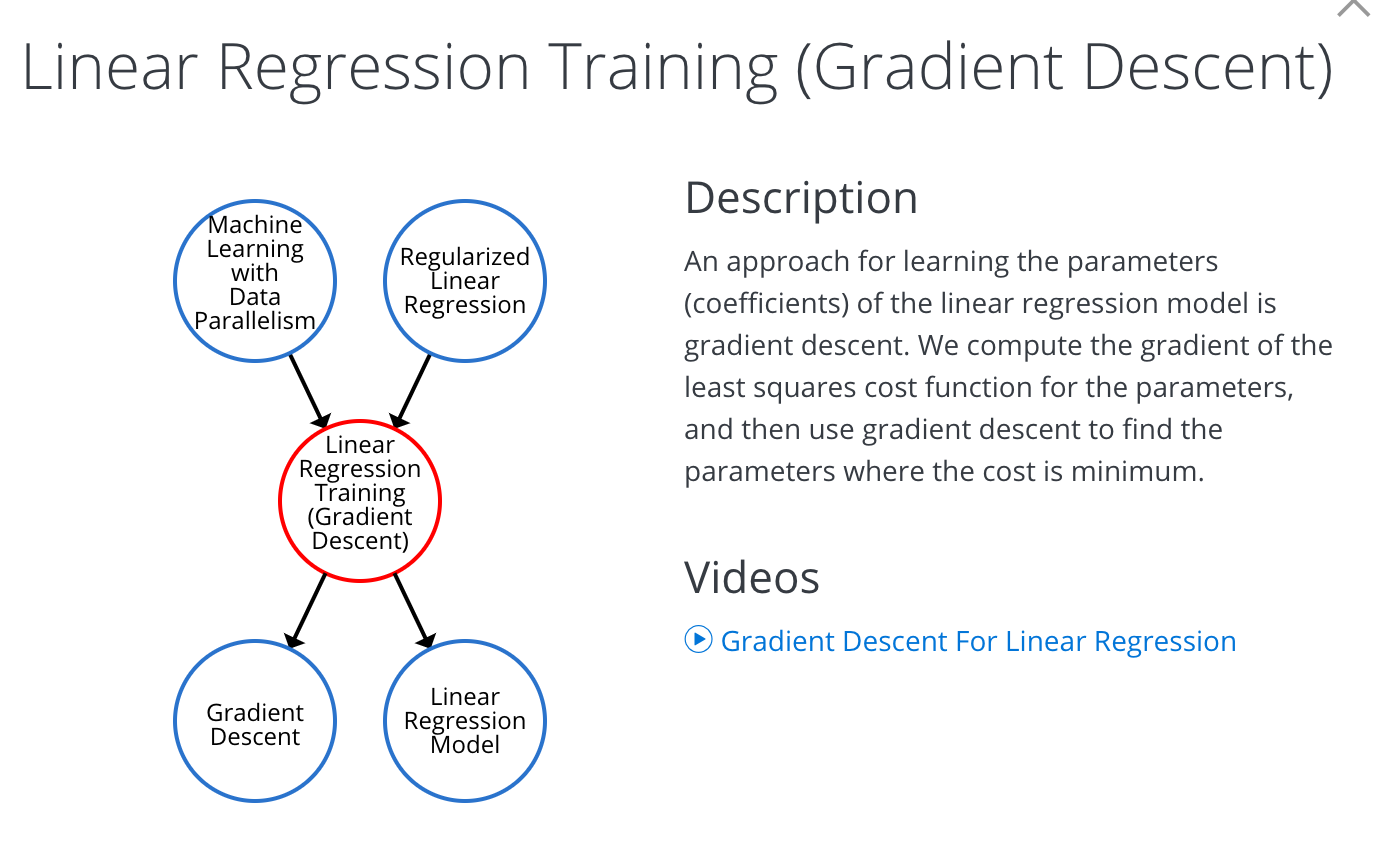 Linear Regression Training (Gradient Descent)
Machine
Learning
with
Data
Parallelism
Regularized
Linear
Regression
Linear
Regression
Training
(Gradient
Descent)
Gradient
Descent
Linear
Regression
Model
Description
An approach for learning the parameters
(coefficients) of the linear regression model is
gradient descent. We compute the gradient of the
least squares cost function for the parameters,
and then use gradient descent to find the
parameters where the cost is minimum.
Videos
Gradient Descent For Linear Regression